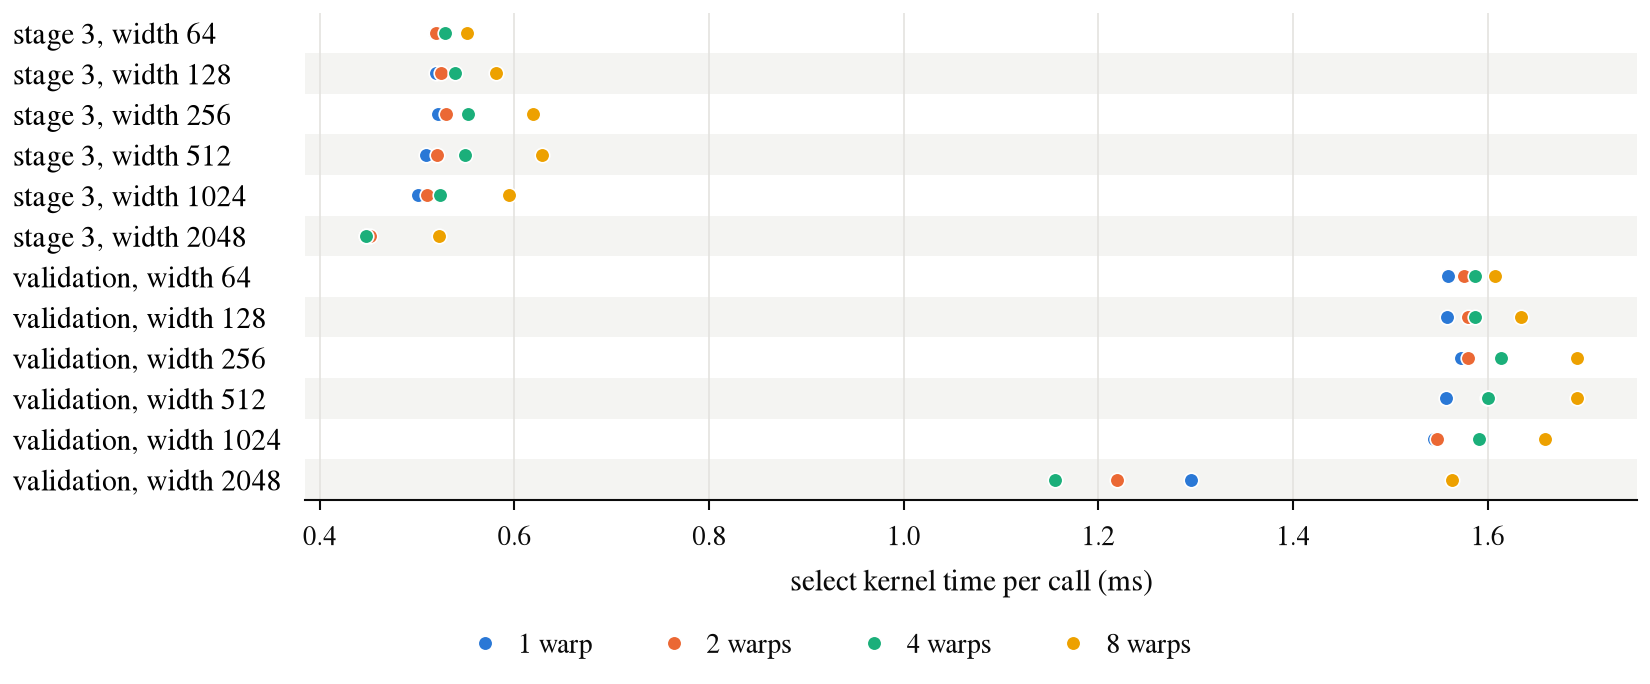 stage 3, width 64
stage 3, width 128
stage 3, width 256
stage 3, width 512
stage 3, width 1024
stage 3, width 2048
validation, width 64
validation, width 128
validation, width 256
validation, width 512
validation, width 1024
validation, width 2048
0.4 0.6 0.8 1.0 1.2 1.4 1.6
select kernel time per call (ms)
1 warp 2 warps 4 warps 8 warps